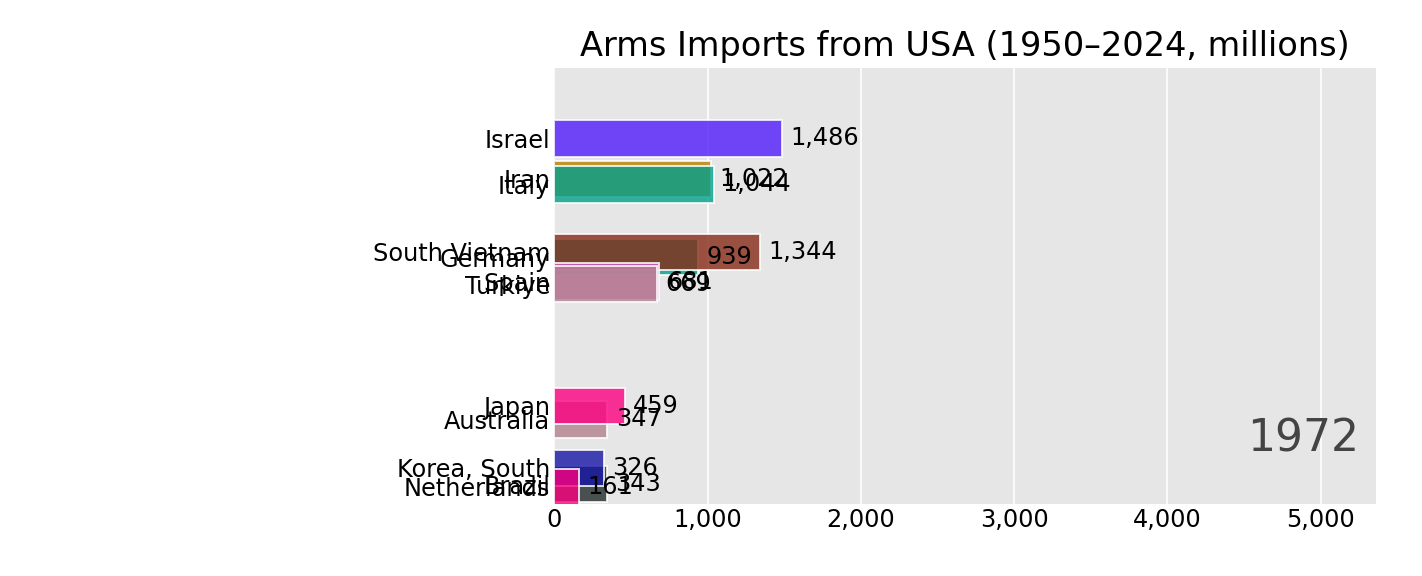 Arms Imports from USA (1950–2024, millions)
Israel 1,486
Iran 1,022
Italy 1,044
South Vietnam 1,344
Germany 939
Spain 681
Turkiye 669
Japan 459
Australia 347
1972
Korea, South 326
Brazil 343
Netherlands 161
0 1,000 2,000 3,000 4,000 5,000